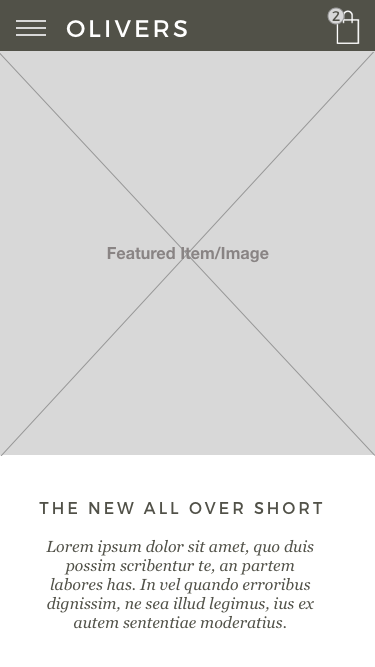 OLIVERS
2
Featured Item/Image
THE NEW ALL OVER SHORT
Lorem ipsum dolor sit amet, quo duis
possim scribentur te, an partem
labores has. In vel quando erroribus
dignissim, ne sea illud legimus, ius ex
autem sententiae moderatius.